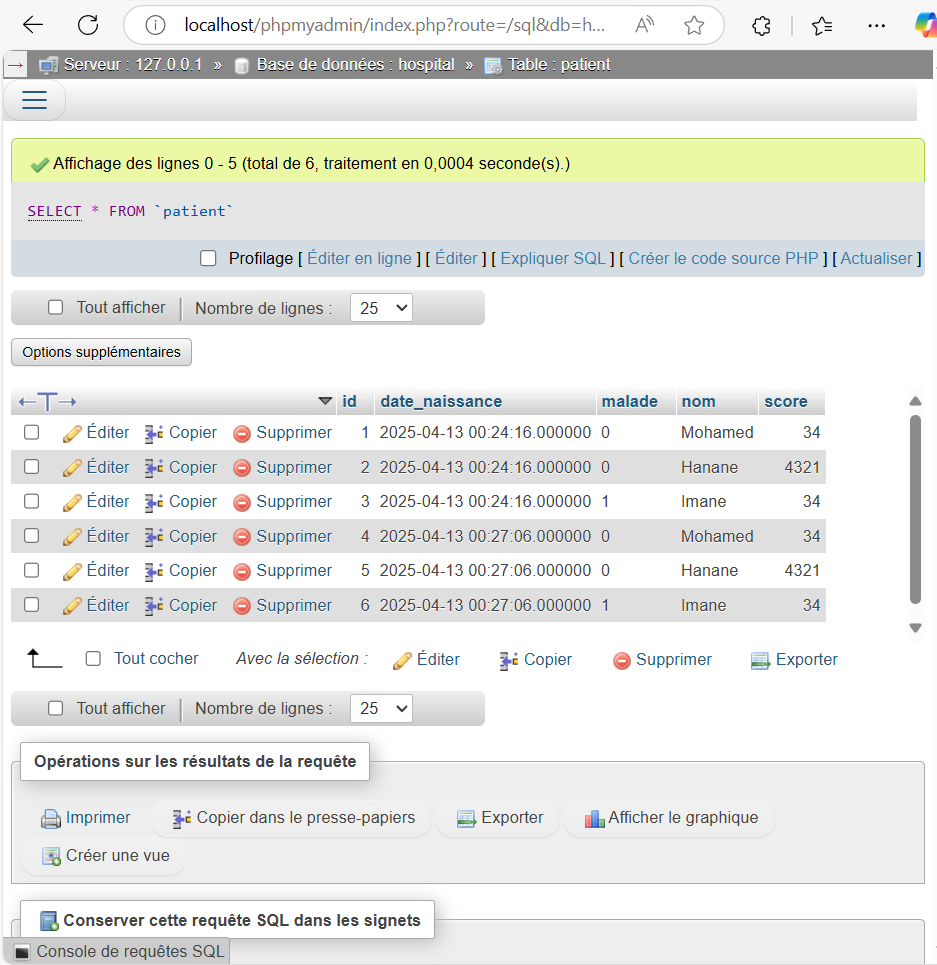 localhost/phpmyadmin/index.php?route=/sql&db=h...
Serveur : 127.0.0.1 » Base de données : hospital » Table : patient
Affichage des lignes 0 - 5 (total de 6, traitement en 0,0004 seconde(s).)
SELECT * FROM `patient`
Profilage [ Éditer en ligne ] [ Éditer ] [ Expliquer SQL ] [ Créer le code source PHP ] [ Actualiser ]
Tout afficher Nombre de lignes : 25
Options supplémentaires
id date_naissance malade nom score
Éditer Copier Supprimer 1 2025-04-13 00:24:16.000000 0 Mohamed 34
Éditer Copier Supprimer 2 2025-04-13 00:24:16.000000 0 Hanane 4321
Éditer Copier Supprimer 3 2025-04-13 00:24:16.000000 1 Imane 34
Éditer Copier Supprimer 4 2025-04-13 00:27:06.000000 0 Mohamed 34
Éditer Copier Supprimer 5 2025-04-13 00:27:06.000000 0 Hanane 4321
Éditer Copier Supprimer 6 2025-04-13 00:27:06.000000 1 Imane 34
Tout cocher Avec la sélection : Éditer Copier Supprimer Exporter
Tout afficher Nombre de lignes : 25
Opérations sur les résultats de la requête
Imprimer Copier dans le presse-papiers Exporter Afficher le graphique
Créer une vue
Conserver cette requête SQL dans les signets
Console de requêtes SQL